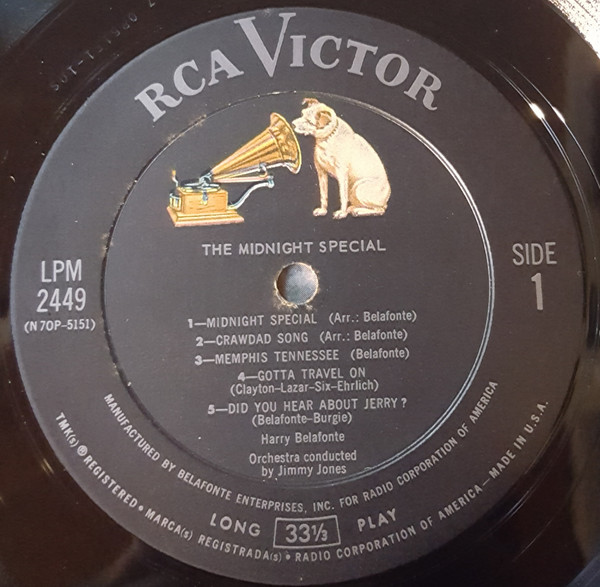 RCA VICTOR
THE MIDNIGHT SPECIAL
LPM
2449
(N 7OP–5151)
SIDE
1
1—MIDNIGHT SPECIAL (Arr.: Belafonte)
2—CRAWDAD SONG (Arr.: Belafonte)
3—MEMPHIS TENNESSEE (Belafonte)
4—GOTTA TRAVEL ON
(Clayton–Lazar–Six–Ehrlich)
5—DID YOU HEAR ABOUT JERRY?
(Belafonte–Burgie)
Harry Belafonte
Orchestra conducted
by Jimmy Jones
MANUFACTURED BY BELAFONTE ENTERPRISES, INC. FOR RADIO CORPORATION OF AMERICA
LONG 33⅓ PLAY
TMK(s) ® REGISTERED • MARCA(s) REGISTRADA(s) • RADIO CORPORATION OF AMERICA—MADE IN U.S.A.